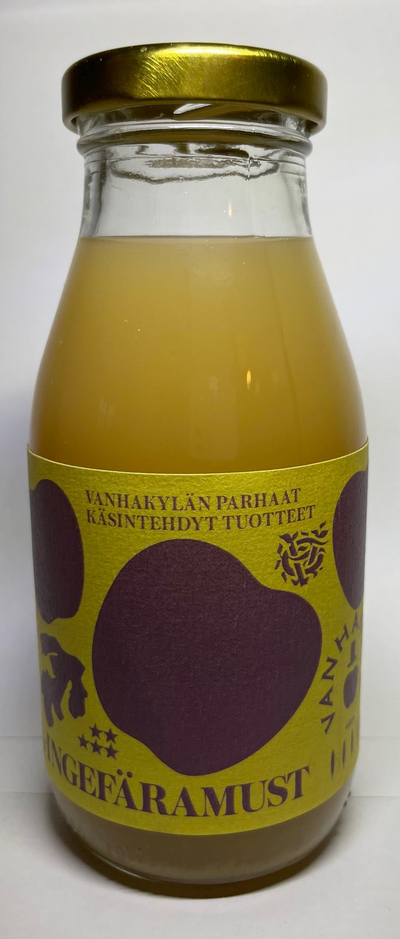 VANHAKYLÄN PARHAAT
KÄSINTEHDYT TUOTTEET
INGEFÄRAMUST